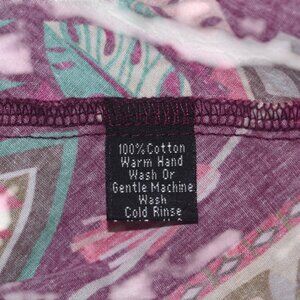 100% Cotton
Warm Hand
Wash Or
Gentle Machine
Wash
Cold Rinse